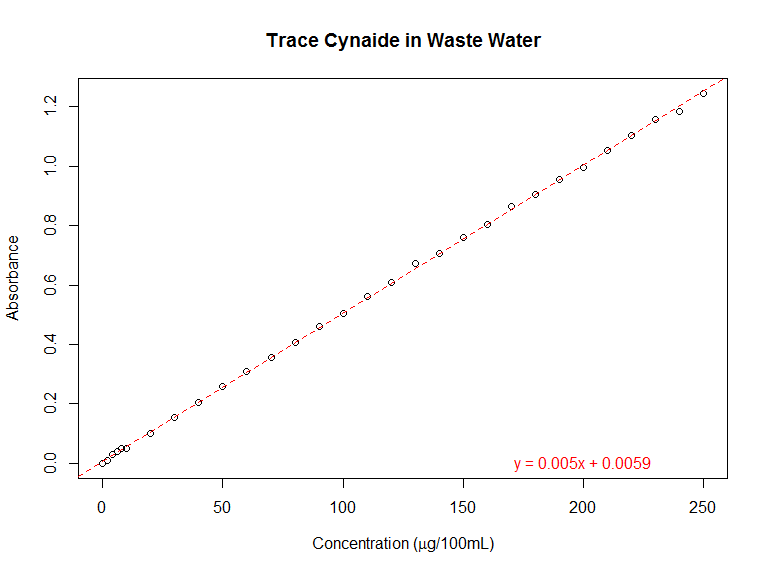 Trace Cynaide in Waste Water
Absorbance
1.2
1.0
0.8
0.6
0.4
0.2
0.0
y = 0.005x + 0.0059
0 50 100 150 200 250
Concentration (μg/100mL)